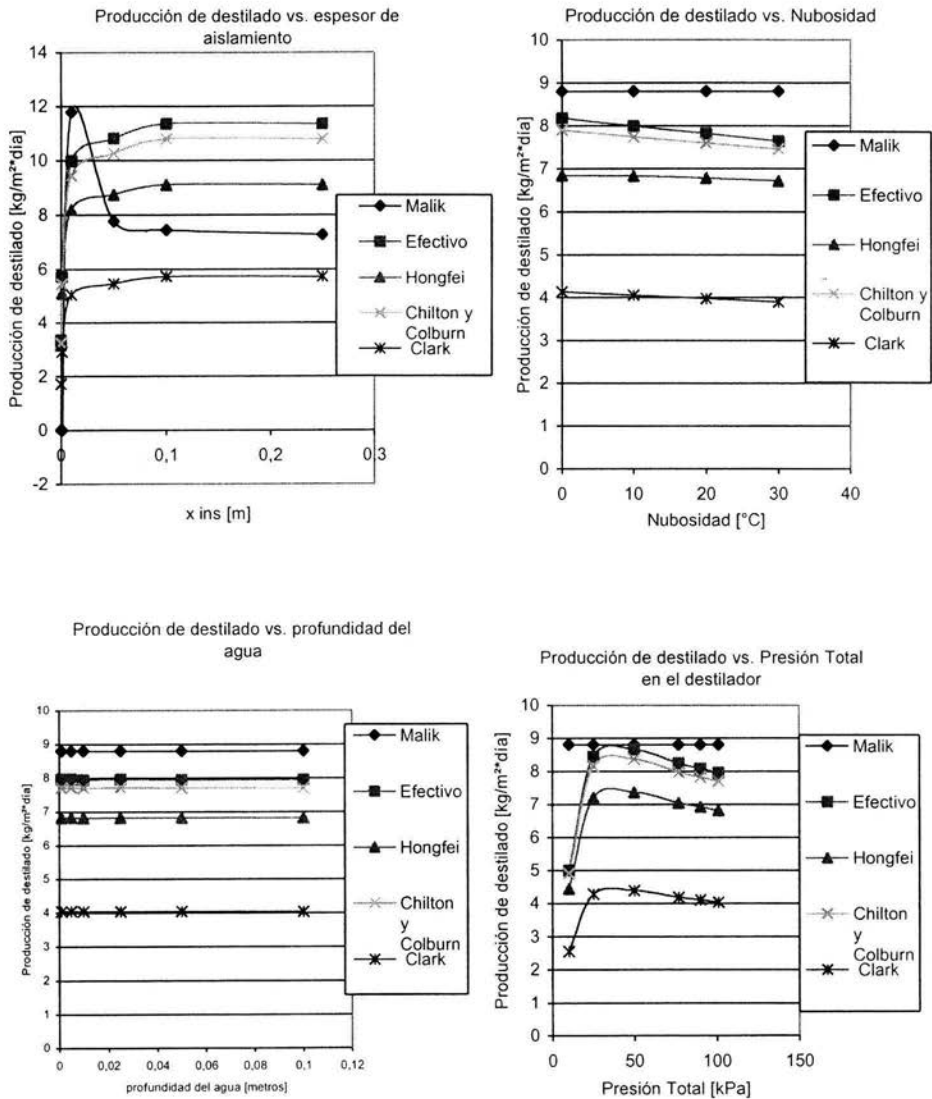 Producción de destilado vs. espesor de
aislamiento
Producción de destilado [kg/m²*día]
14
12
10
8
6
4
2
0
-2
0
0,1
0,2
0,3
x ins [m]
Malik
Efectivo
Hongfei
Chilton y
Colburn
Clark
Producción de destilado vs. Nubosidad
Producción de destilado [kg/m²*día]
10
9
8
7
6
5
4
3
2
1
0
0
10
20
30
40
Nubosidad [°C]
Malik
Efectivo
Hongfei
Chilton y
Colburn
Clark
Producción de destilado vs. profundidad del
agua
Producción de destilado [kg/m²*día]
10
9
8
7
6
5
4
3
2
1
0
0
0,02
0,04
0,06
0,08
0,1
0,12
profundidad del agua [metros]
Malik
Efectivo
Hongfei
Chilton
y
Colburn
Clark
Producción de destilado vs. Presión Total
en el destilador
Producción de destilado [kg/m²*día]
10
9
8
7
6
5
4
3
2
1
0
0
50
100
150
Presión Total [kPa]
Malik
Efectivo
Hongfei
Chilton
y
Colburn
Clark